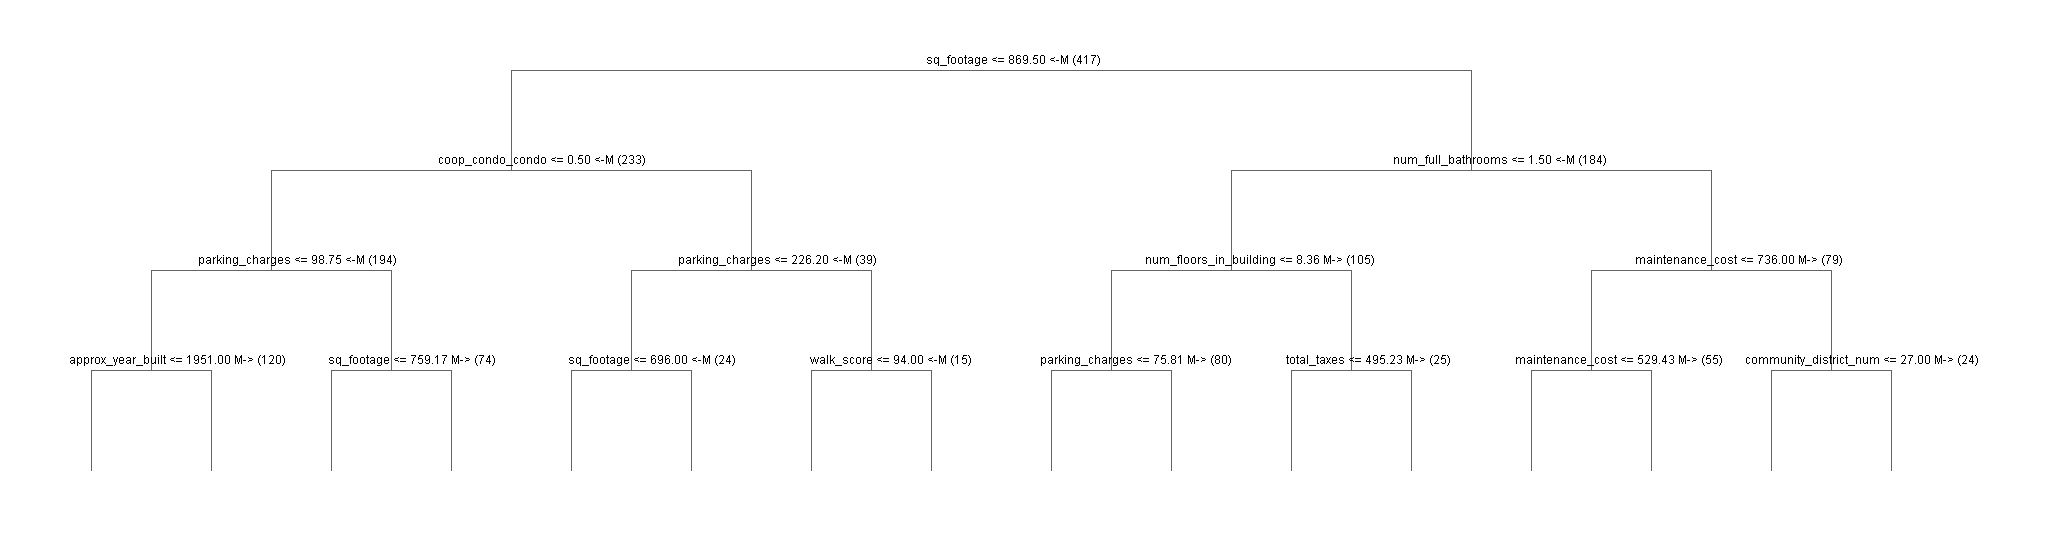 sq_footage <= 869.50 <-M (417)
coop_condo_condo <= 0.50 <-M (233)
num_full_bathrooms <= 1.50 <-M (184)
parking_charges <= 98.75 <-M (194)
parking_charges <= 226.20 <-M (39)
num_floors_in_building <= 8.36 M-> (105)
maintenance_cost <= 736.00 M-> (79)
approx_year_built <= 1951.00 M-> (120)
sq_footage <= 759.17 M-> (74)
sq_footage <= 696.00 <-M (24)
walk_score <= 94.00 <-M (15)
parking_charges <= 75.81 M-> (80)
total_taxes <= 495.23 M-> (25)
maintenance_cost <= 529.43 M-> (55)
community_district_num <= 27.00 M-> (24)